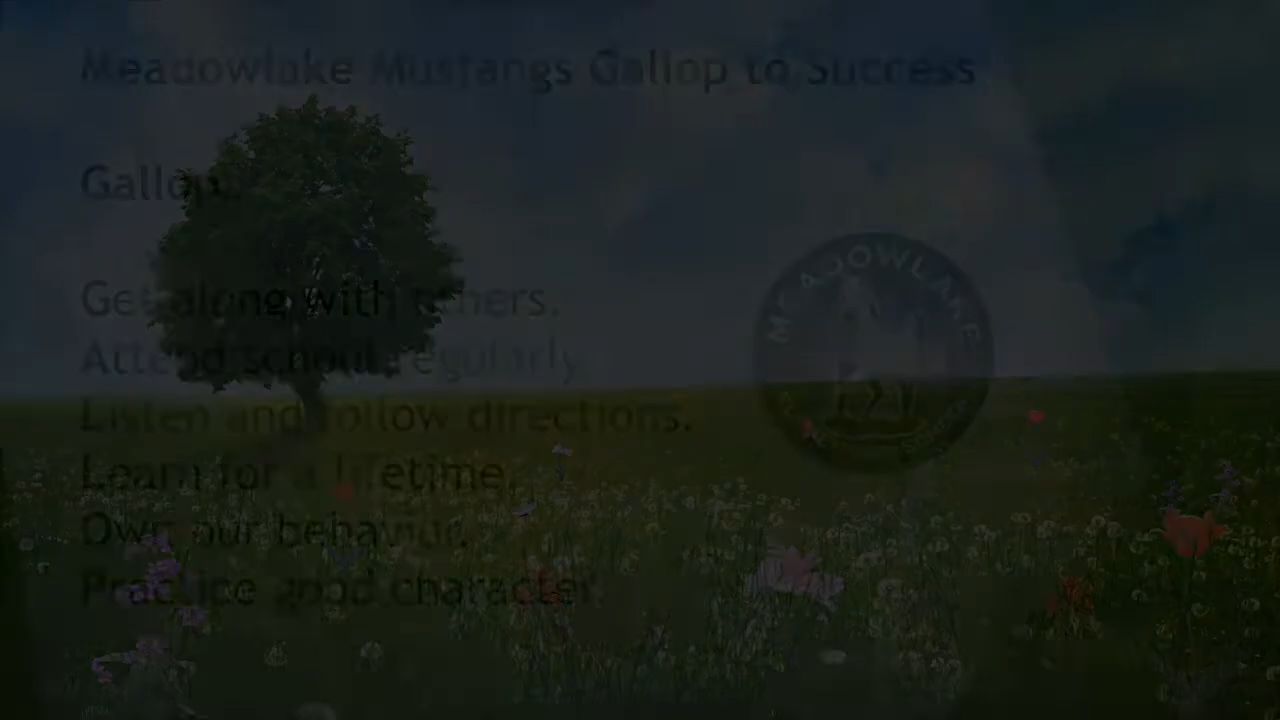 Meadowlake Mustangs Gallop to Success
Gallop
Get along with others.
Attend school regularly.
Listen and follow directions.
Learn for a lifetime.
Own our behavior.
Practice good character.
MEADOWLAKE